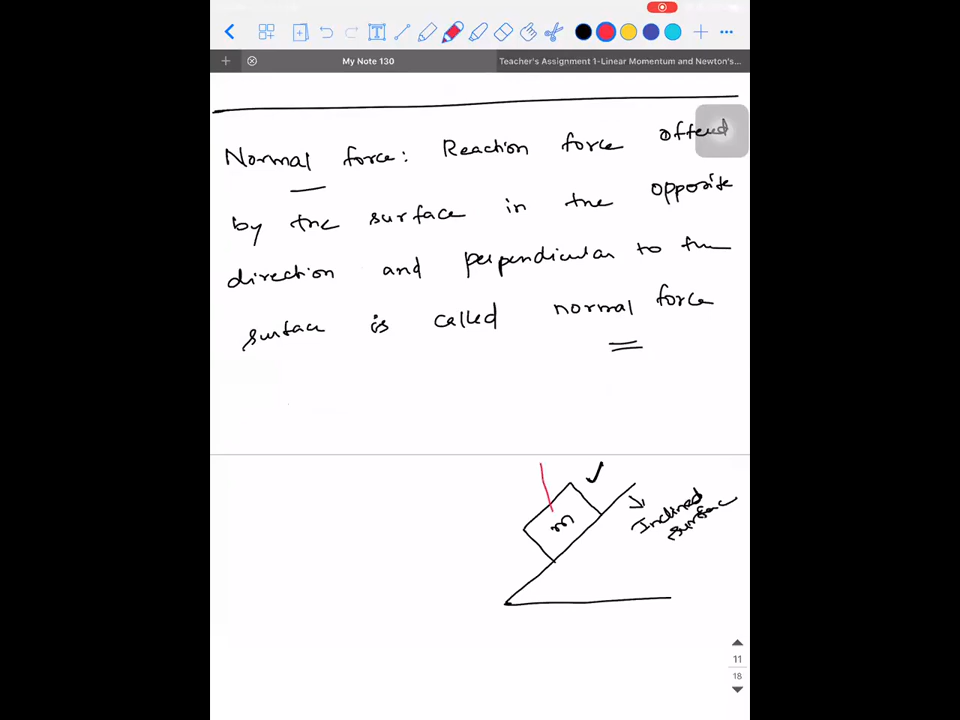 My Note 130
Teacher's Assignment 1-Linear Momentum and Newton's...
Normal force: Reaction force offered
by the surface in the opposite
direction and perpendicular to the
surface is called normal force
m
Inclined
surface
11
18